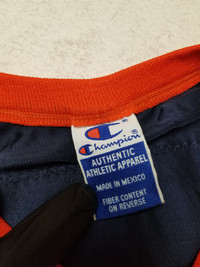 Champion®
AUTHENTIC
ATHLETIC APPAREL
MADE IN MEXICO
FIBER CONTENT
ON REVERSE